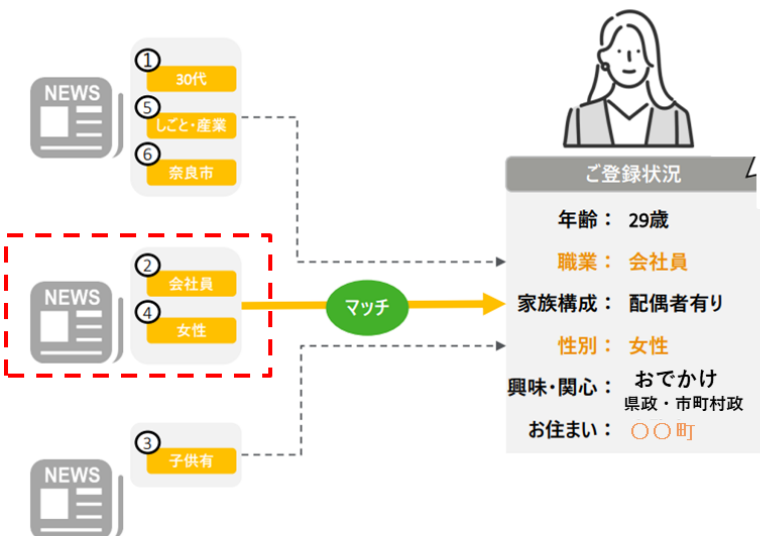 NEWS
①
30代
⑤
しごと・産業
⑥
奈良市
NEWS
②
会社員
④
女性
マッチ
NEWS
③
子供有
ご登録状況
年齢： 29歳
職業： 会社員
家族構成： 配偶者有り
性別： 女性
興味・関心： おでかけ
県政・市町村政
お住まい： 〇〇町